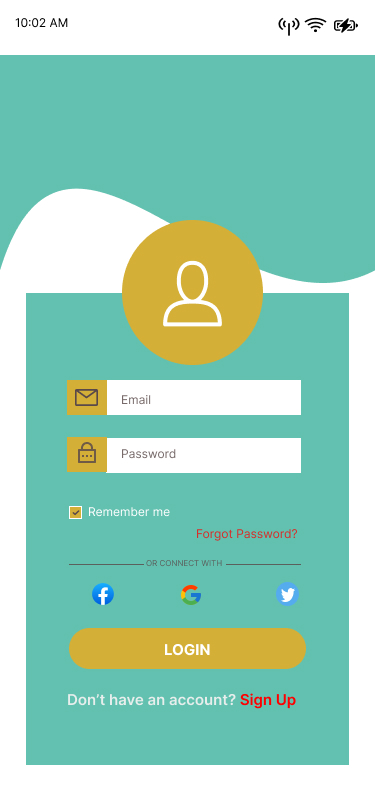 10:02 AM
Email
Password
Remember me
Forgot Password?
OR CONNECT WITH
LOGIN
Don’t have an account? Sign Up